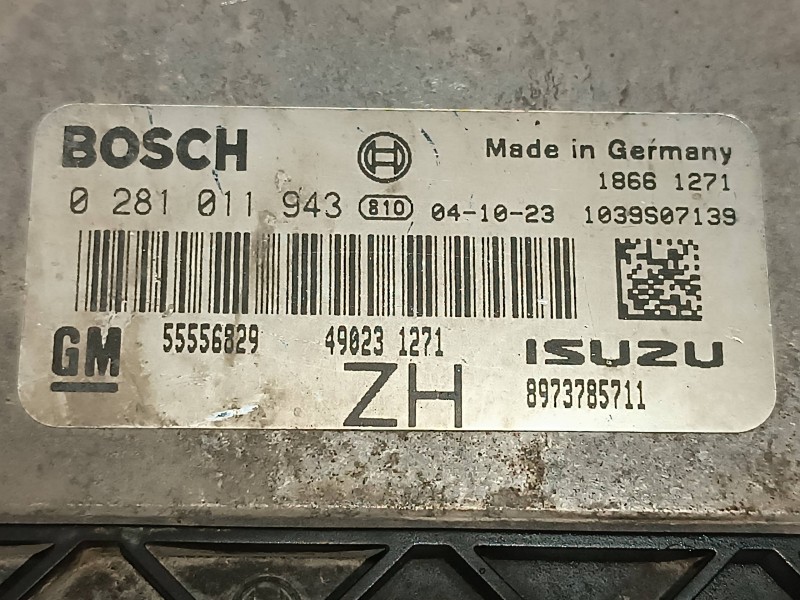 BOSCH
Made in Germany
1866 1271
0 281 011 943 810 04-10-23 1039S07139
GM 55556829 49023 1271 ISUZU
ZH 8973785711